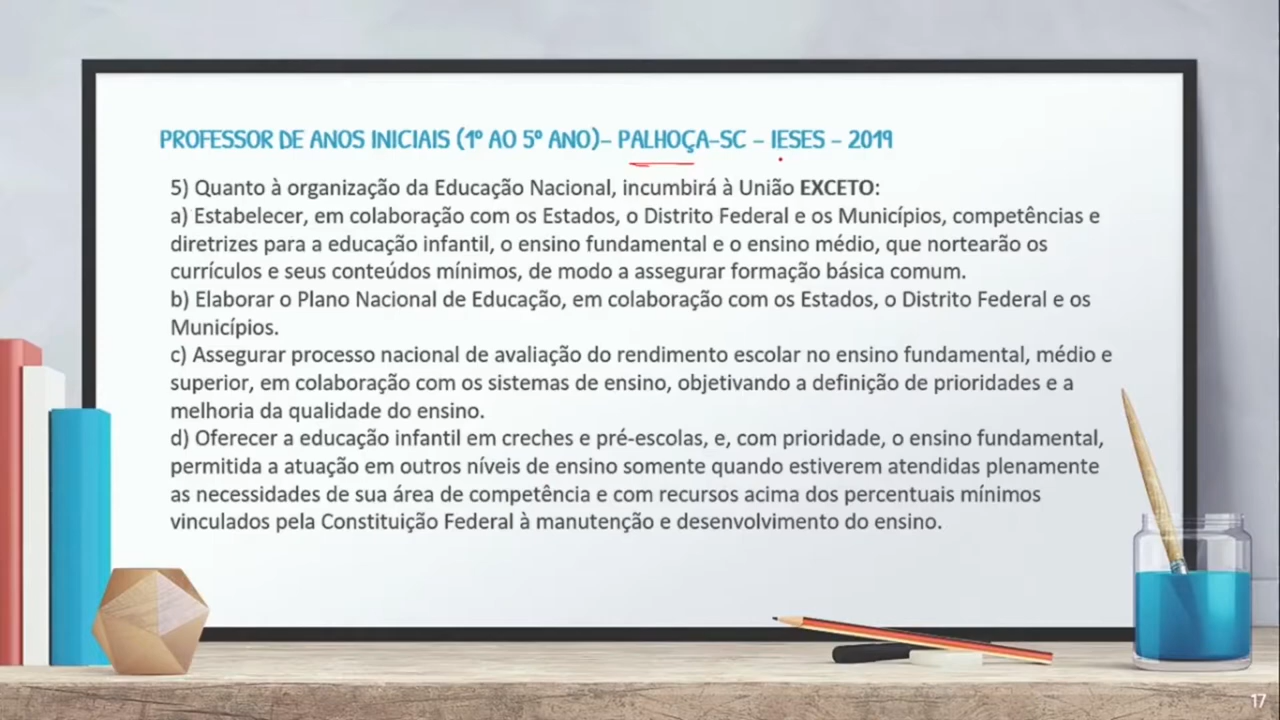 PROFESSOR DE ANOS INICIAIS (1º AO 5º ANO)– PALHOÇA-SC – IESES – 2019
5) Quanto à organização da Educação Nacional, incumbirá à União EXCETO:
a) Estabelecer, em colaboração com os Estados, o Distrito Federal e os Municípios, competências e
diretrizes para a educação infantil, o ensino fundamental e o ensino médio, que nortearão os
currículos e seus conteúdos mínimos, de modo a assegurar formação básica comum.
b) Elaborar o Plano Nacional de Educação, em colaboração com os Estados, o Distrito Federal e os
Municípios.
c) Assegurar processo nacional de avaliação do rendimento escolar no ensino fundamental, médio e
superior, em colaboração com os sistemas de ensino, objetivando a definição de prioridades e a
melhoria da qualidade do ensino.
d) Oferecer a educação infantil em creches e pré-escolas, e, com prioridade, o ensino fundamental,
permitida a atuação em outros níveis de ensino somente quando estiverem atendidas plenamente
as necessidades de sua área de competência e com recursos acima dos percentuais mínimos
vinculados pela Constituição Federal à manutenção e desenvolvimento do ensino.
17